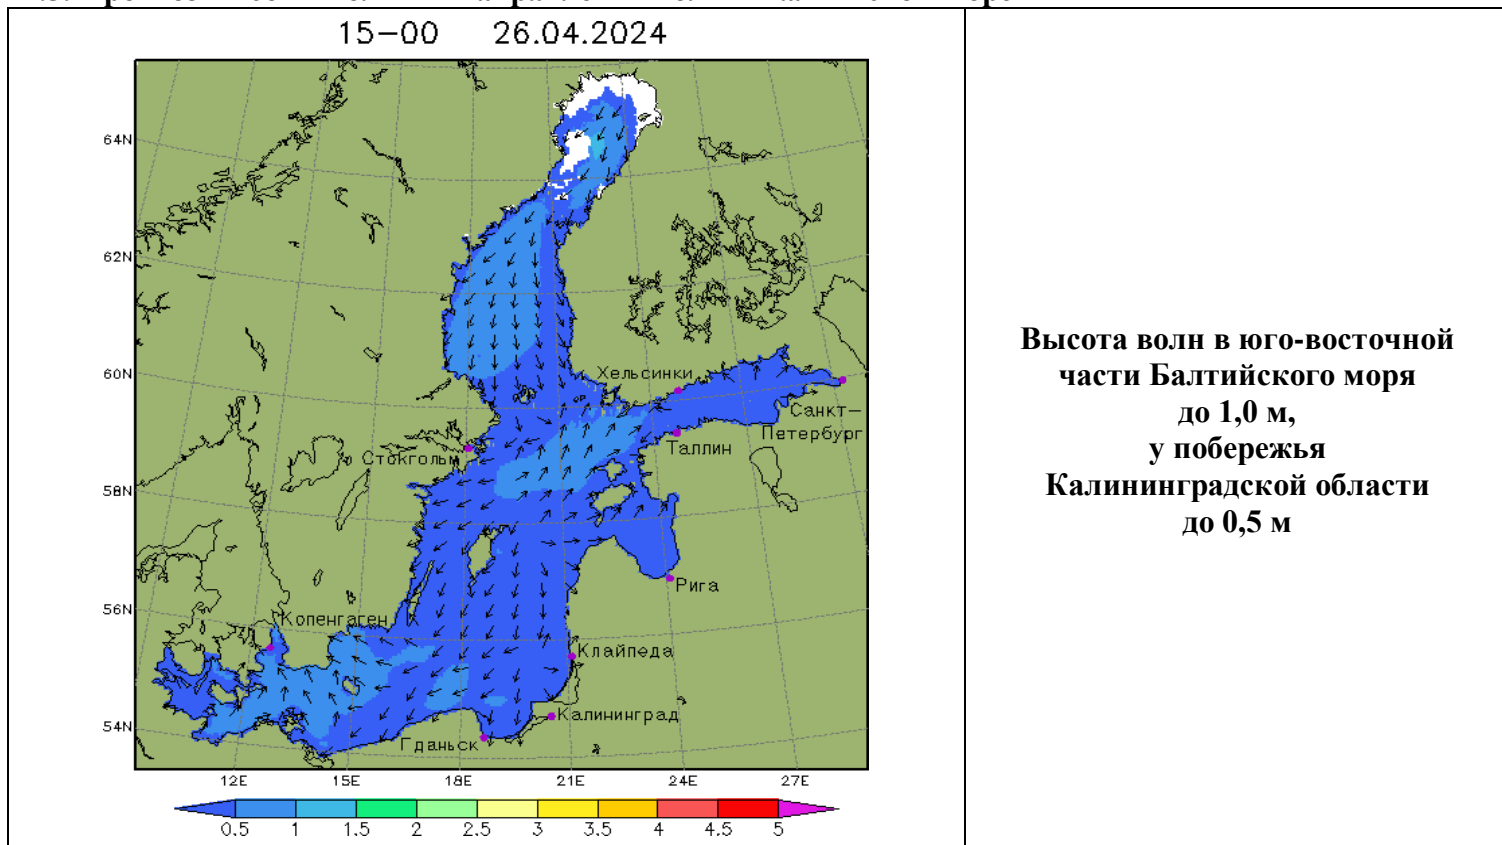 15-00 26.04.2024
64N
62N
60N
58N
56N
54N
Хельсинки
Санкт-
Петербург
Таллин
Стокгольм
Рига
Копенгаген
Клайпеда
Калининград
Гданьск
12E 15E 18E 21E 24E 27E
0.5 1 1.5 2 2.5 3 3.5 4 4.5 5
Высота волн в юго-восточной
части Балтийского моря
до 1,0 м,
у побережья
Калининградской области
до 0,5 м